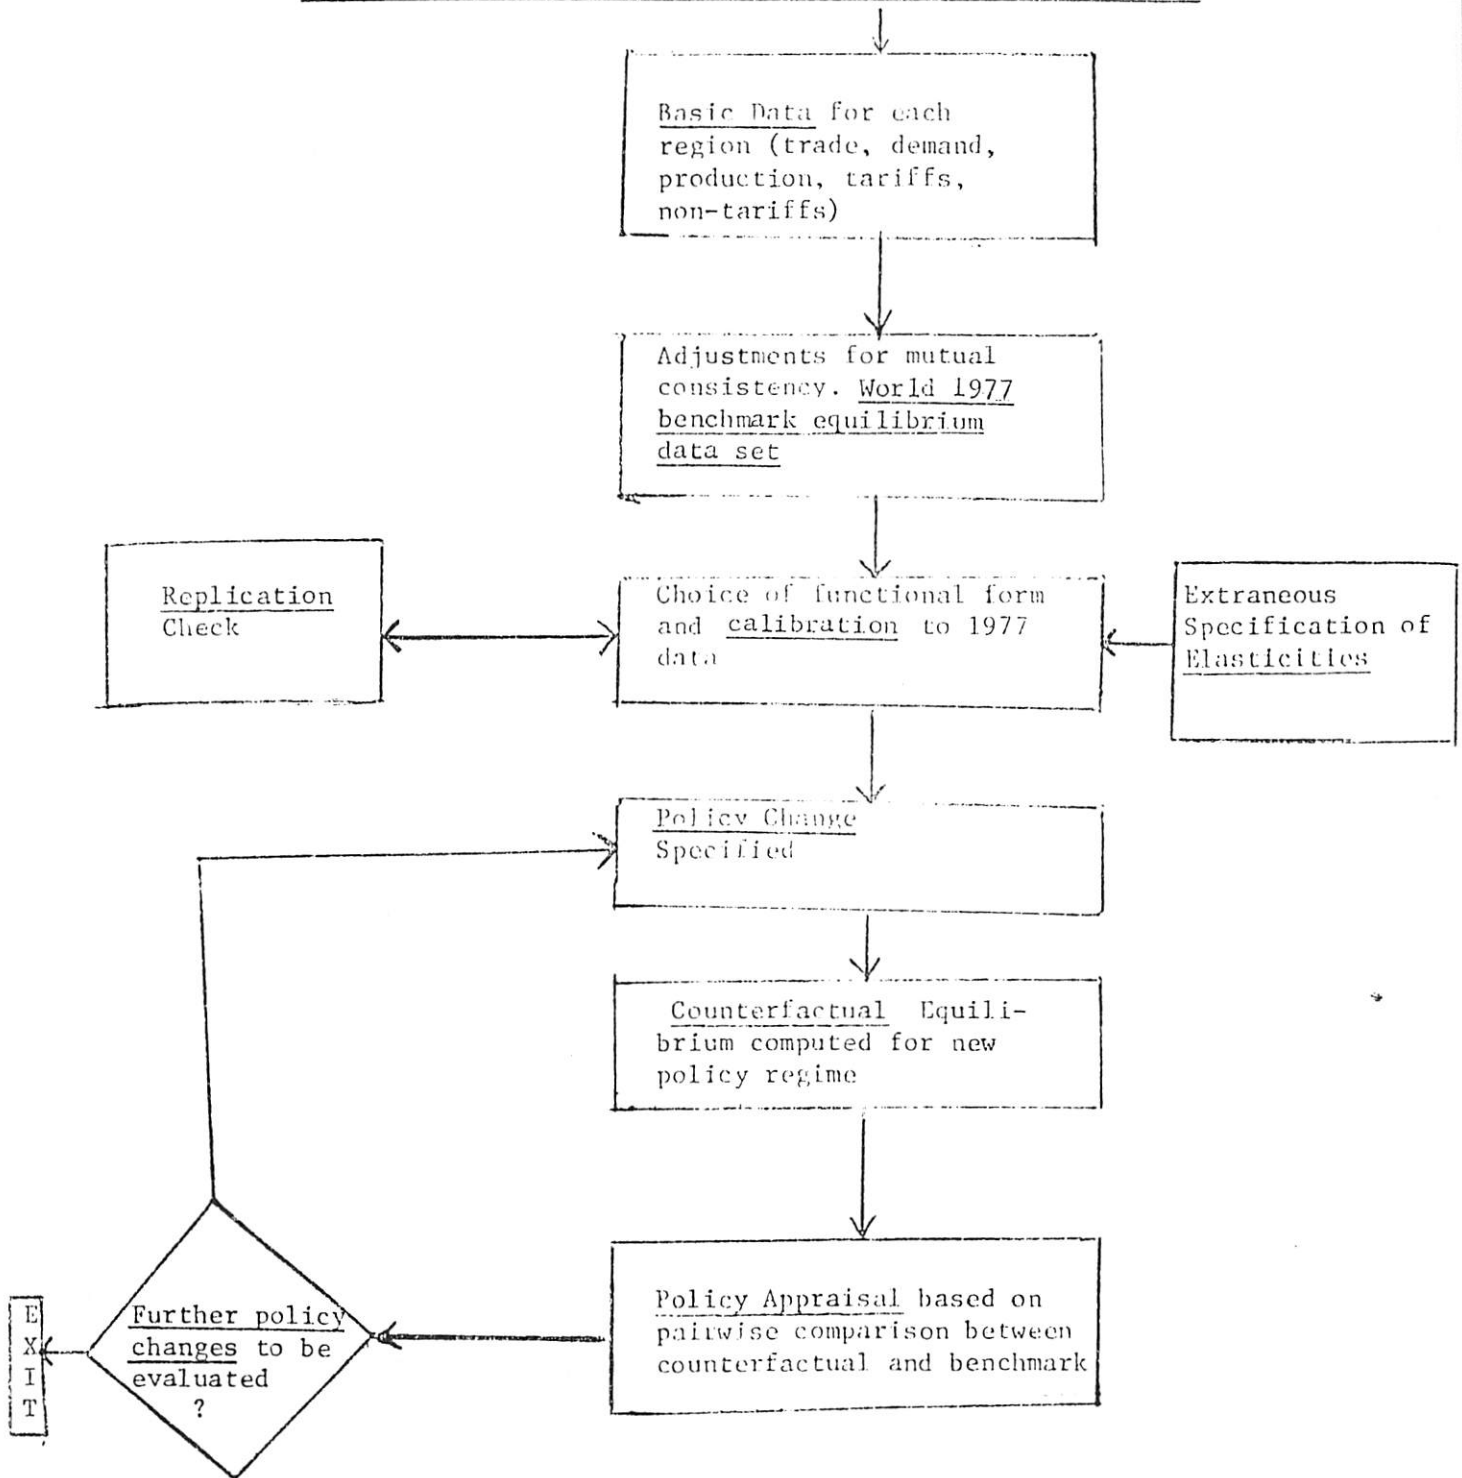 Basic Data for each
region (trade, demand,
production, tariffs,
non-tariffs)
Adjustments for mutual
consistency. World 1977
benchmark equilibrium
data set
Replication
Check
Choice of functional form
and calibration to 1977
data
Extraneous
Specification of
Elasticities
Policy Change
Specified
Counterfactual Equili-
brium computed for new
policy regime
Policy Appraisal based on
pairwise comparison between
counterfactual and benchmark
Further policy
changes to be
evaluated
?
E
X
I
T